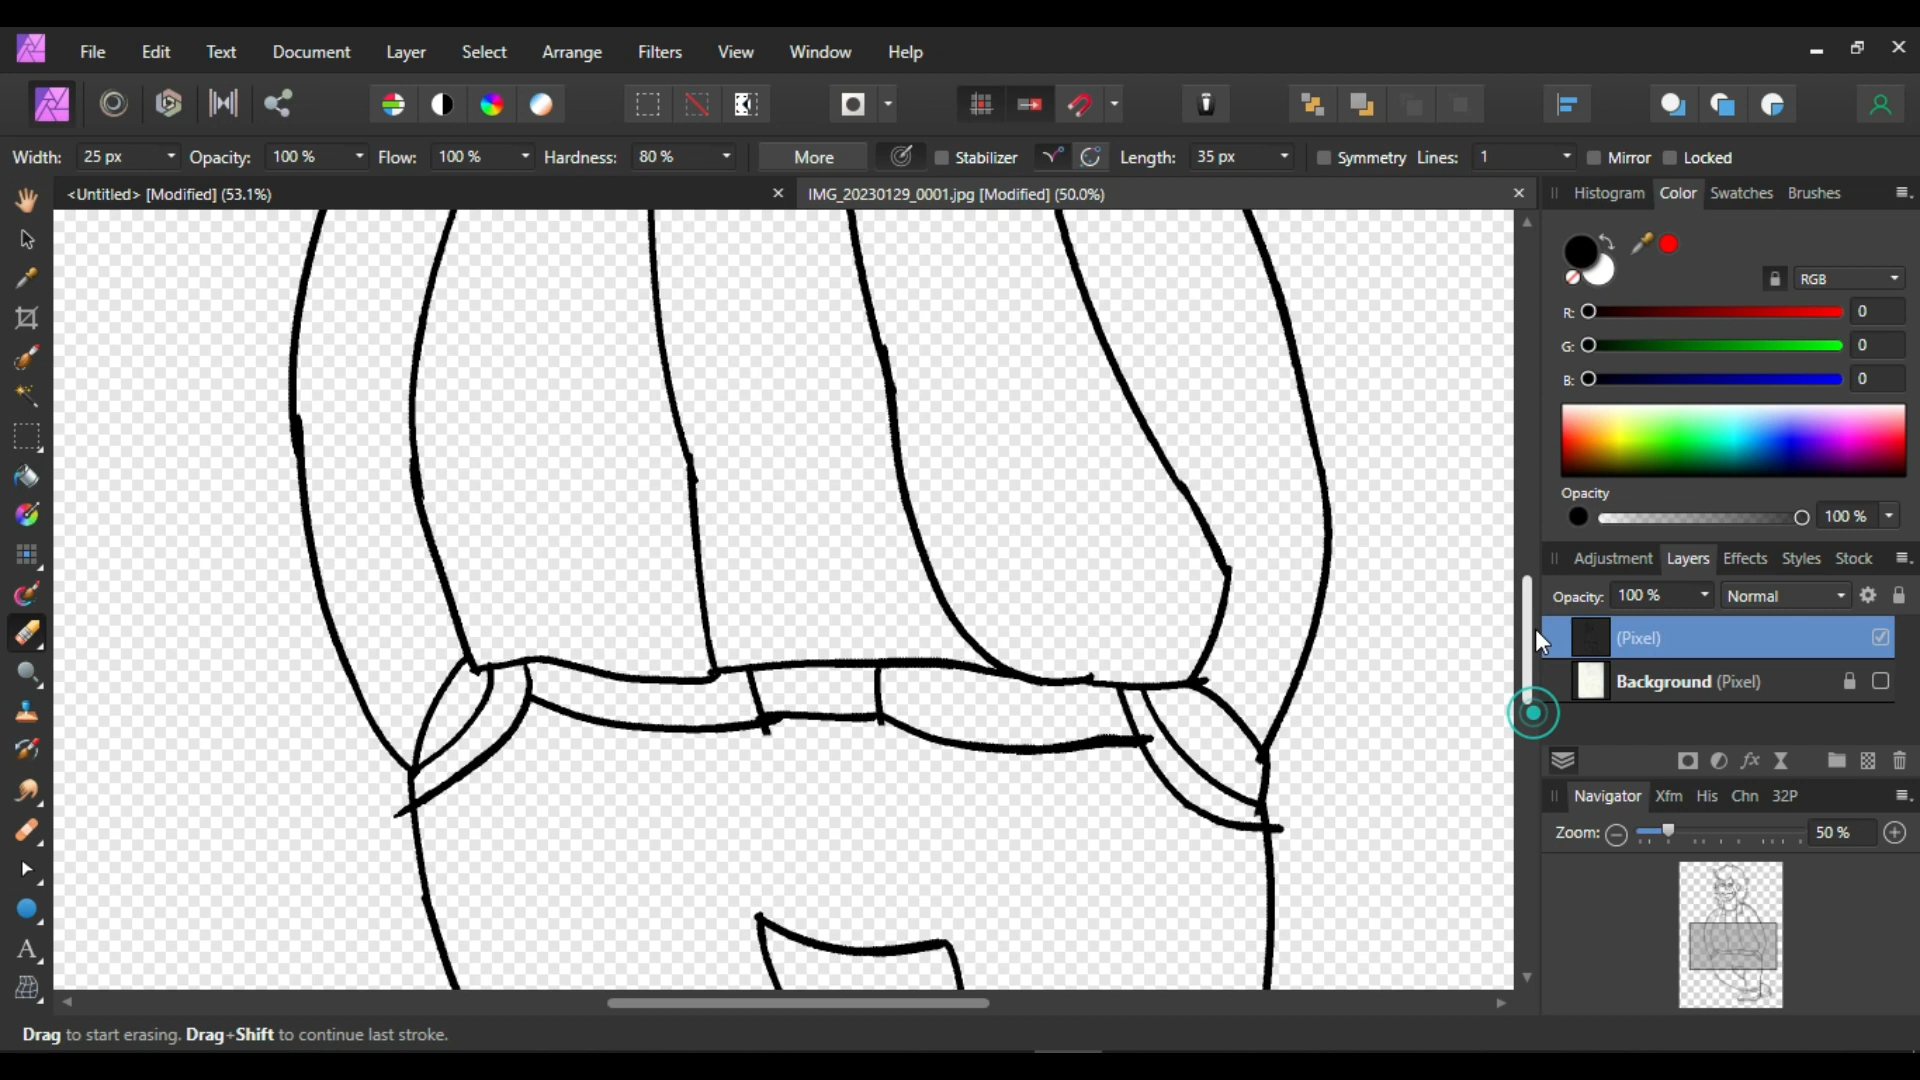 File Edit Text Document Layer Select Arrange Filters View Window Help
Width: 25 px Opacity: 100 % Flow: 100 % Hardness: 80 % More Stabilizer Length: 35 px Symmetry Lines: 1 Mirror Locked
<Untitled> [Modified] (53.1%) IMG_20230129_0001.jpg [Modified] (50.0%)
Histogram Color Swatches Brushes
RGB
R: 0
G: 0
B: 0
Opacity
100 %
Adjustment Layers Effects Styles Stock
Opacity: 100 % Normal
(Pixel)
Background (Pixel)
fx
Navigator Xfm His Chn 32P
Zoom: 50 %
A
Drag to start erasing. Drag+Shift to continue last stroke.